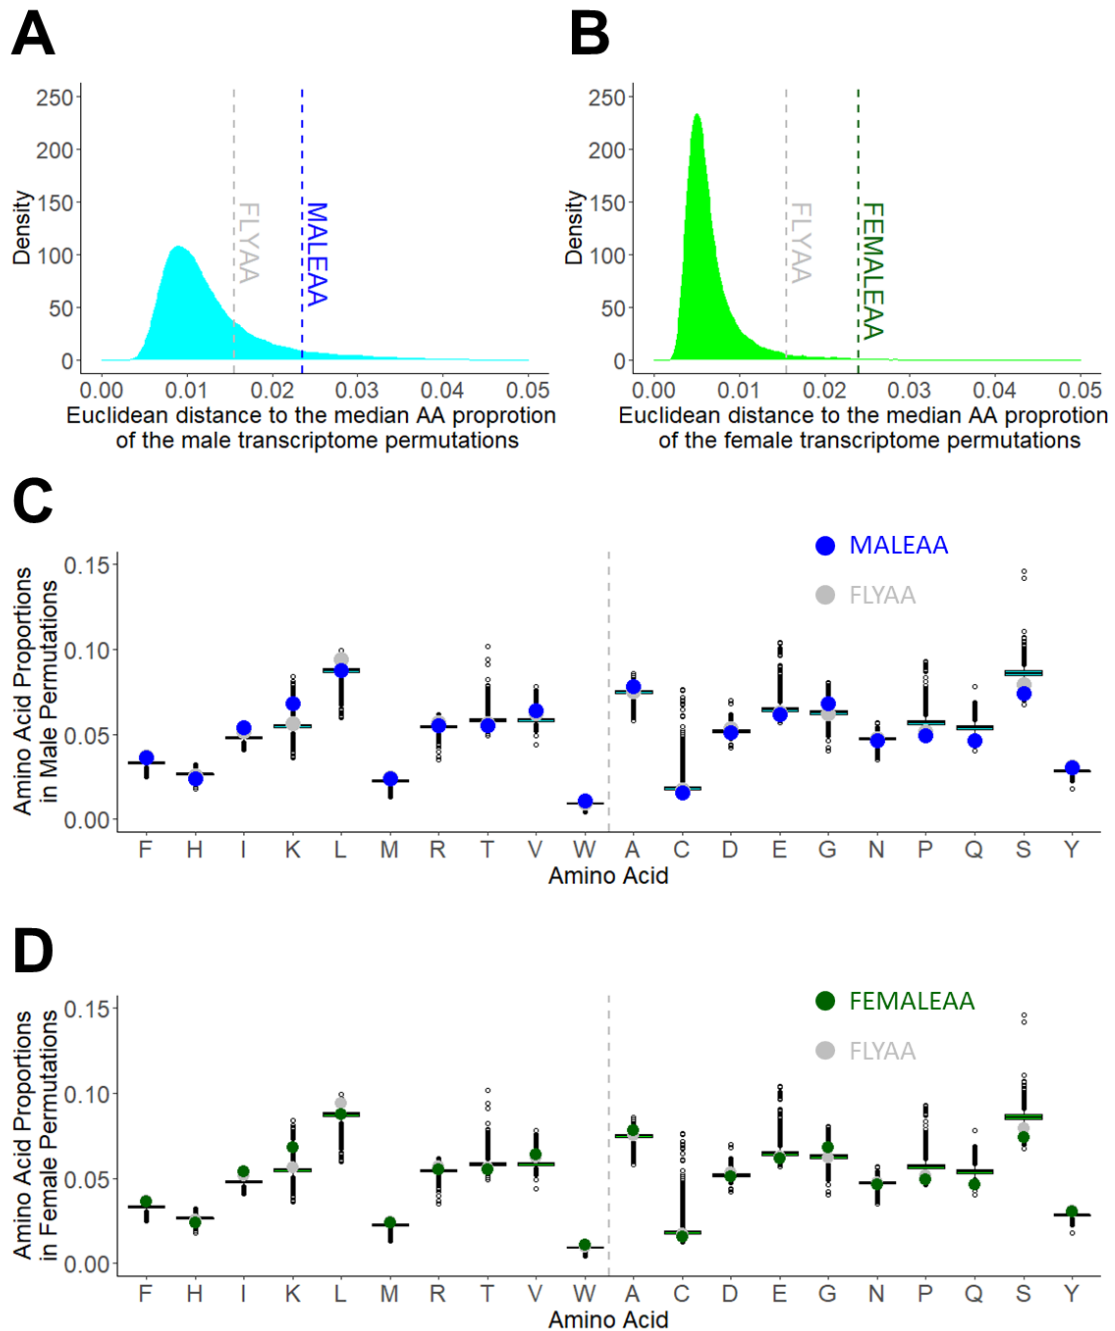 A
B
250
200
150
100
50
0
Density
FLYAA
MALEAA
0.00 0.01 0.02 0.03 0.04 0.05
Euclidean distance to the median AA proprotion
of the male transcriptome permutations
250
200
150
100
50
0
Density
FLYAA
FEMALEAA
0.00 0.01 0.02 0.03 0.04 0.05
Euclidean distance to the median AA proprotion
of the female transcriptome permutations
C
Amino Acid Proportions
in Male Permutations
0.15
0.10
0.05
0.00
MALEAA
FLYAA
F H I K L M R T V W A C D E G N P Q S Y
Amino Acid
D
Amino Acid Proportions
in Female Permutations
0.15
0.10
0.05
0.00
FEMALEAA
FLYAA
F H I K L M R T V W A C D E G N P Q S Y
Amino Acid